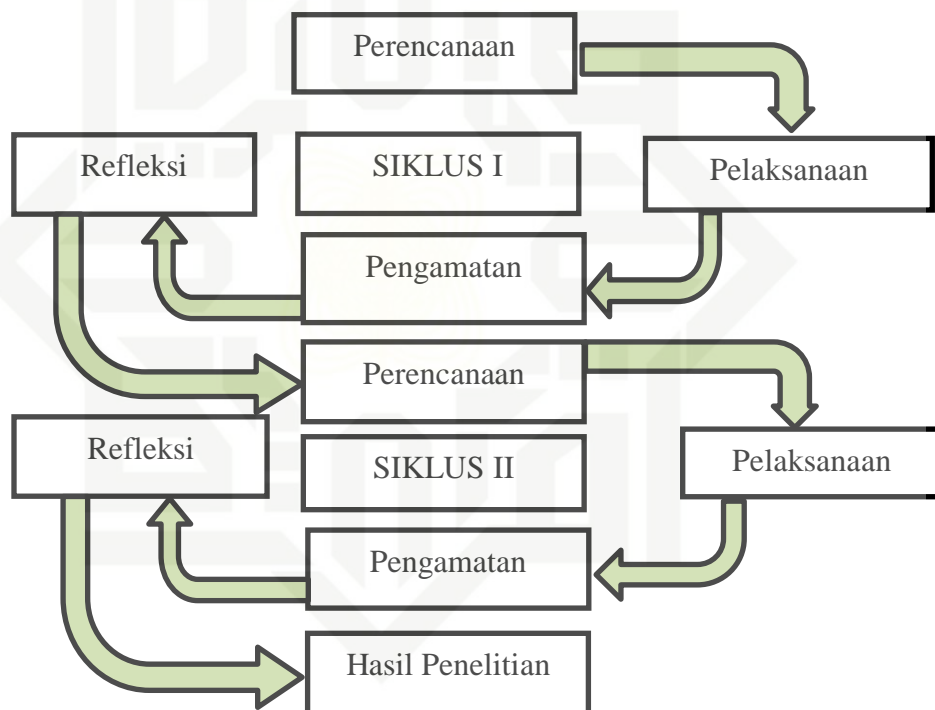 Perencanaan
Refleksi
SIKLUS I
Pelaksanaan
Pengamatan
Perencanaan
Refleksi
SIKLUS II
Pelaksanaan
Pengamatan
Hasil Penelitian